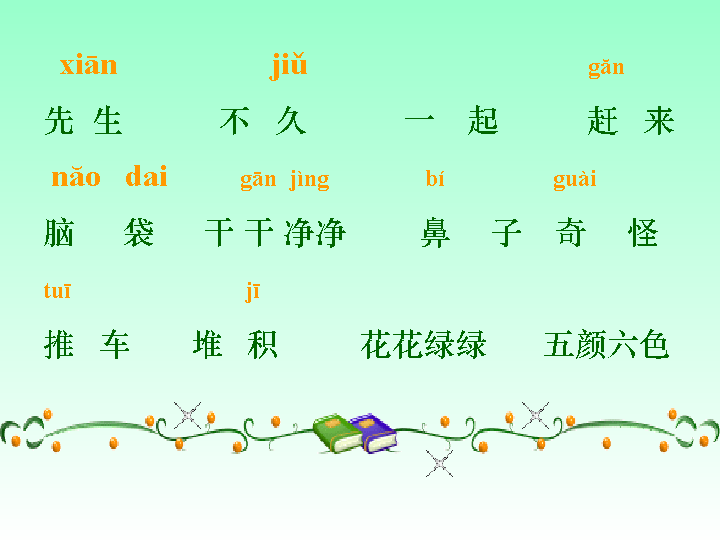 xiān jiǔ gǎn
先 生 不 久 一 起 赶 来
nǎo dai gān jìng bí guài
脑 袋 干 干 净净 鼻 子 奇 怪
tuī jī
推 车 堆 积 花花绿绿 五颜六色